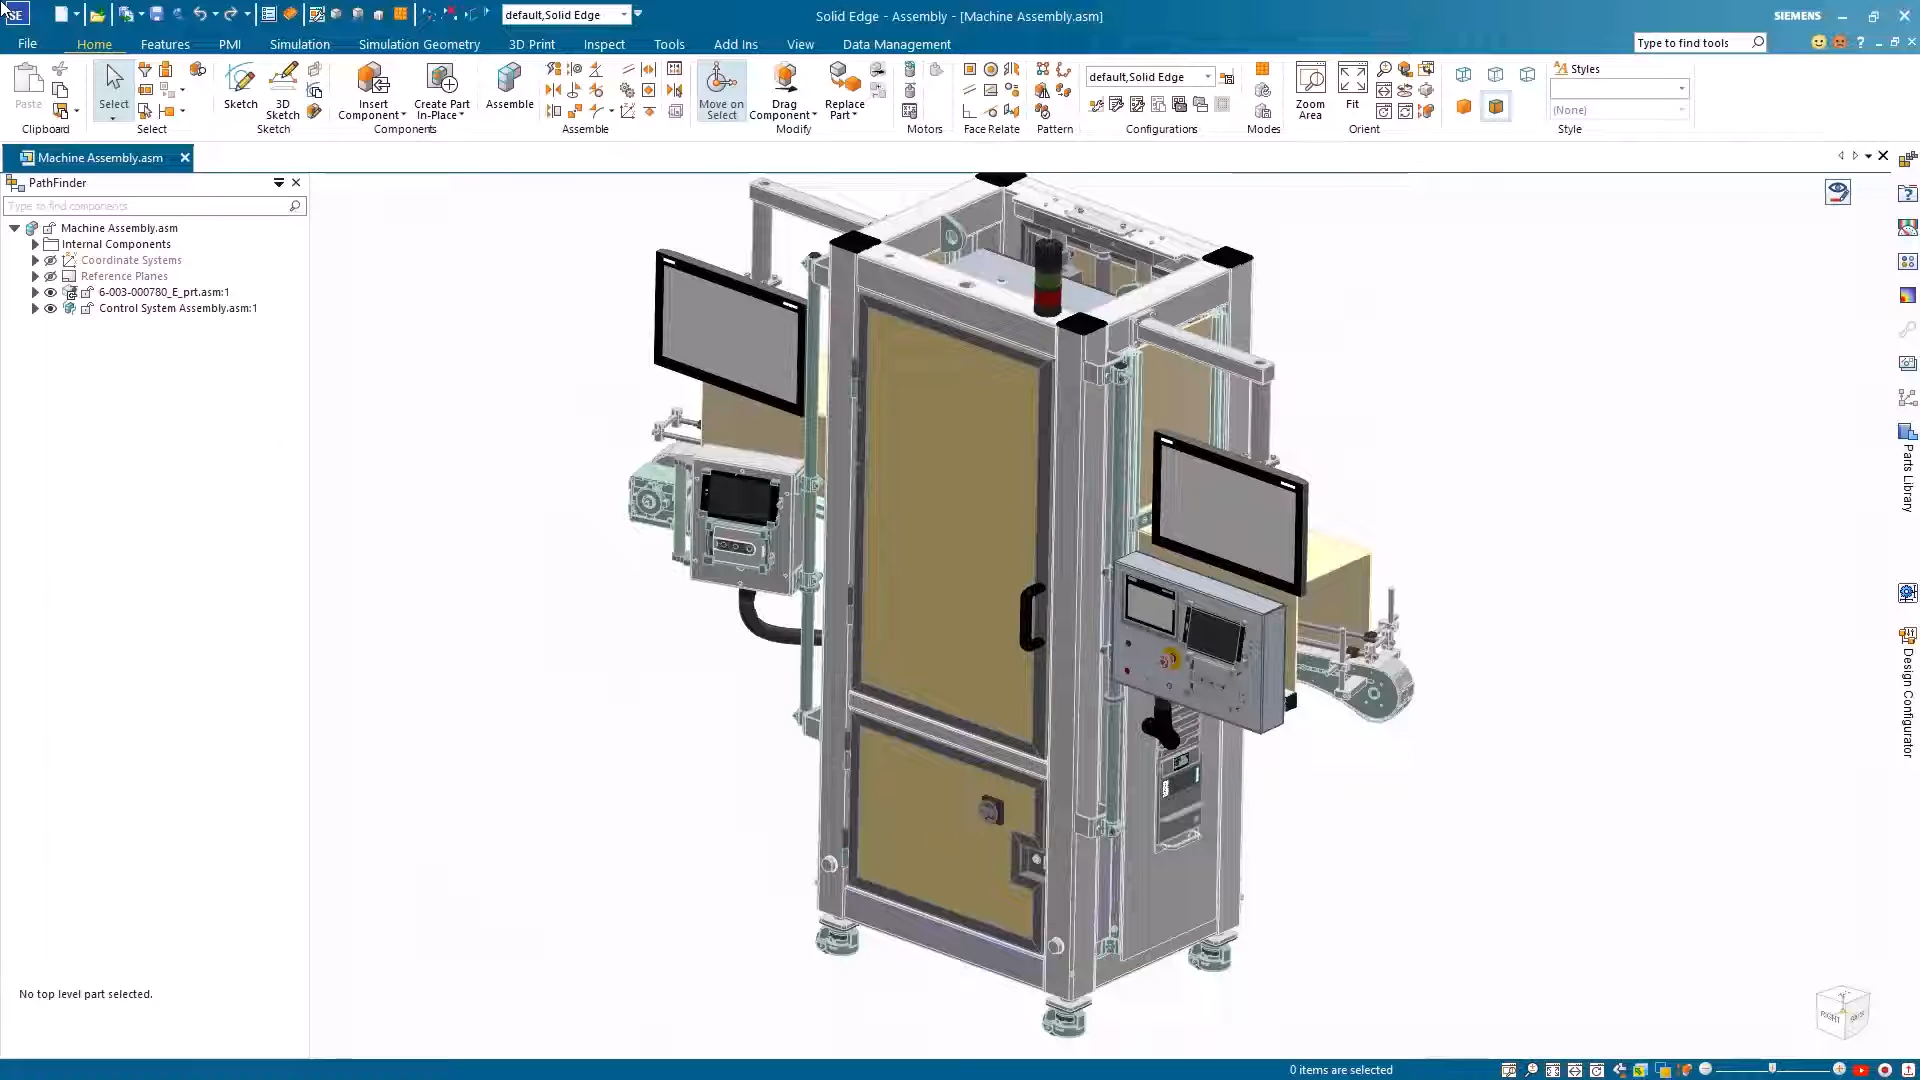 SE
default,Solid Edge
Solid Edge - Assembly - [Machine Assembly.asm]
SIEMENS
File
Home
Features
PMI
Simulation
Simulation Geometry
3D Print
Inspect
Tools
Add Ins
View
Data Management
Type to find tools
Paste
Clipboard
Select
Select
Sketch
3D
Sketch
Sketch
Insert
Component
Create Part
In-Place
Components
Assemble
Assemble
Move on
Select
Drag
Component
Replace
Part
Modify
Motors
Face Relate
Pattern
default,Solid Edge
Configurations
Modes
Zoom
Area
Fit
Orient
Styles
(None)
Style
Machine Assembly.asm
PathFinder
Type to find components
Machine Assembly.asm
Internal Components
Coordinate Systems
Reference Planes
6-003-000780_E_prt.asm:1
Control System Assembly.asm:1
Parts Library
Design Configurator
No top level part selected.
RIGHT
0 items are selected